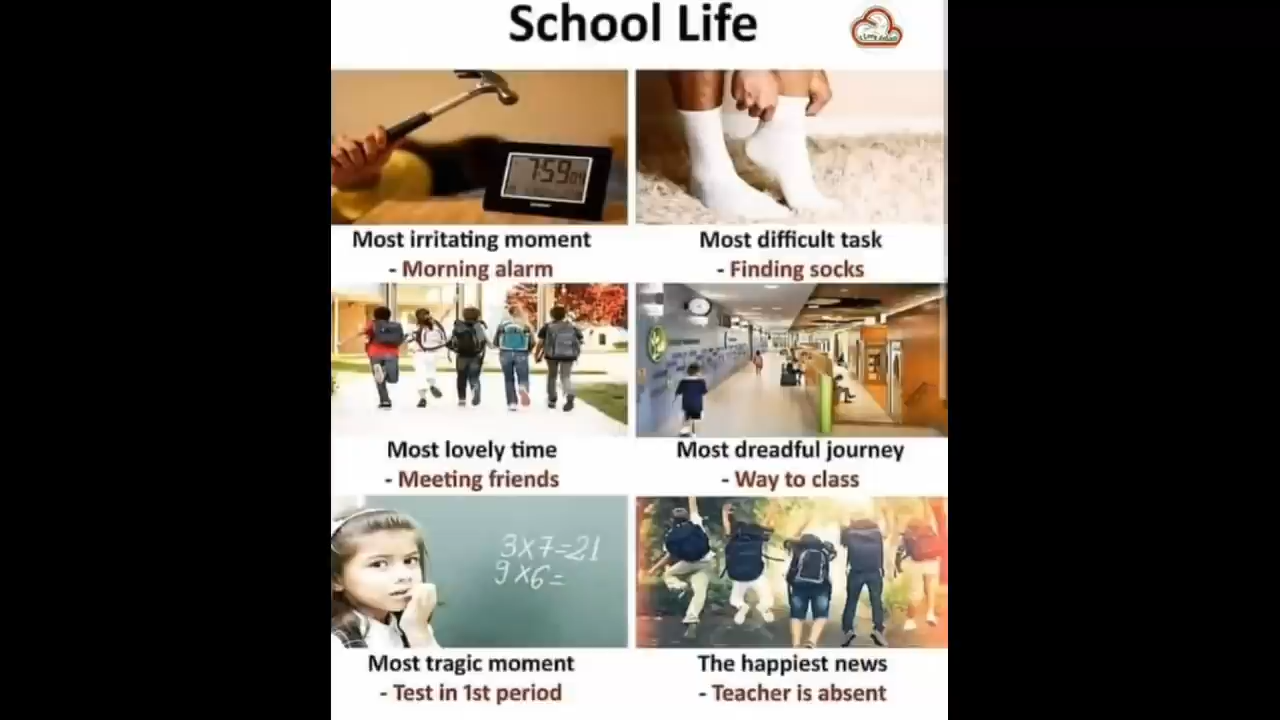 School Life
7:59
Most irritating moment
- Morning alarm
Most difficult task
- Finding socks
Most lovely time
- Meeting friends
Most dreadful journey
- Way to class
3x7=21
9x6=
Most tragic moment
- Test in 1st period
The happiest news
- Teacher is absent